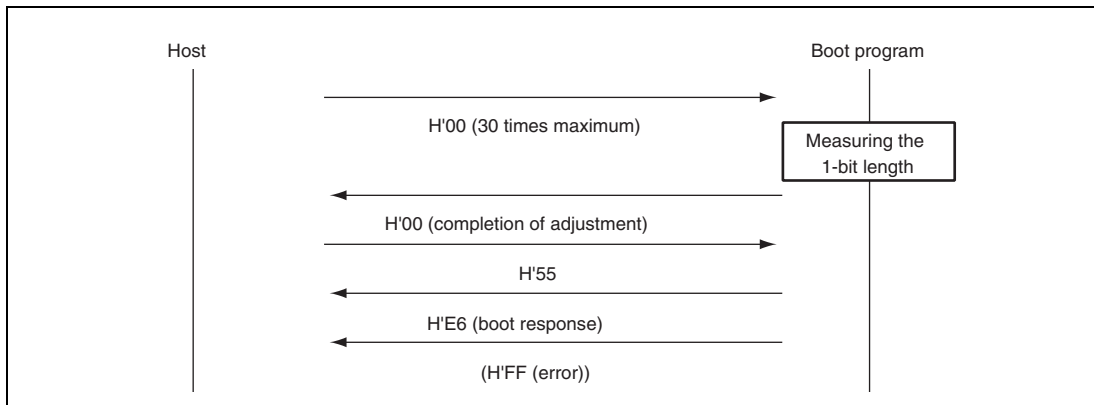 Host
Boot program
H'00 (30 times maximum)
Measuring the
1-bit length
H'00 (completion of adjustment)
H'55
H'E6 (boot response)
(H'FF (error))